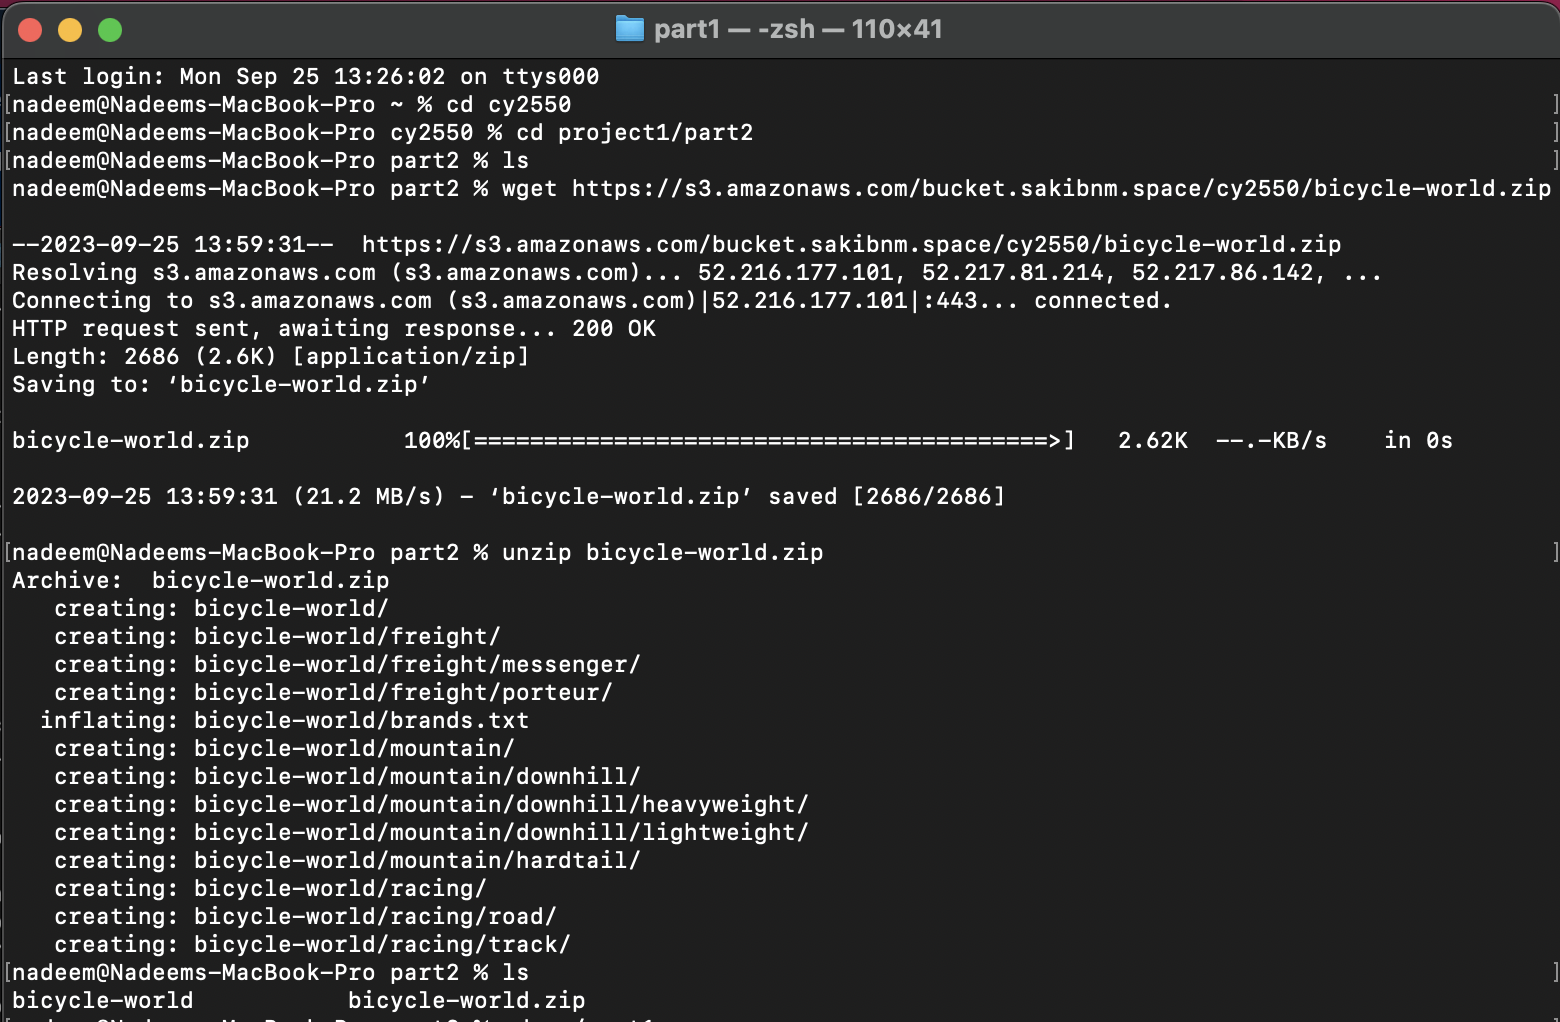 part1 — -zsh — 110×41
Last login: Mon Sep 25 13:26:02 on ttys000
[nadeem@Nadeems-MacBook-Pro ~ % cd cy2550 ]
[nadeem@Nadeems-MacBook-Pro cy2550 % cd project1/part2 ]
[nadeem@Nadeems-MacBook-Pro part2 % ls ]
nadeem@Nadeems-MacBook-Pro part2 % wget https://s3.amazonaws.com/bucket.sakibnm.space/cy2550/bicycle-world.zip
--2023-09-25 13:59:31--  https://s3.amazonaws.com/bucket.sakibnm.space/cy2550/bicycle-world.zip
Resolving s3.amazonaws.com (s3.amazonaws.com)... 52.216.177.101, 52.217.81.214, 52.217.86.142, ...
Connecting to s3.amazonaws.com (s3.amazonaws.com)|52.216.177.101|:443... connected.
HTTP request sent, awaiting response... 200 OK
Length: 2686 (2.6K) [application/zip]
Saving to: ‘bicycle-world.zip’
bicycle-world.zip           100%[=========================================>]   2.62K  --.-KB/s    in 0s
2023-09-25 13:59:31 (21.2 MB/s) - ‘bicycle-world.zip’ saved [2686/2686]
[nadeem@Nadeems-MacBook-Pro part2 % unzip bicycle-world.zip ]
Archive:  bicycle-world.zip
   creating: bicycle-world/
   creating: bicycle-world/freight/
   creating: bicycle-world/freight/messenger/
   creating: bicycle-world/freight/porteur/
  inflating: bicycle-world/brands.txt
   creating: bicycle-world/mountain/
   creating: bicycle-world/mountain/downhill/
   creating: bicycle-world/mountain/downhill/heavyweight/
   creating: bicycle-world/mountain/downhill/lightweight/
   creating: bicycle-world/mountain/hardtail/
   creating: bicycle-world/racing/
   creating: bicycle-world/racing/road/
   creating: bicycle-world/racing/track/
[nadeem@Nadeems-MacBook-Pro part2 % ls ]
bicycle-world           bicycle-world.zip